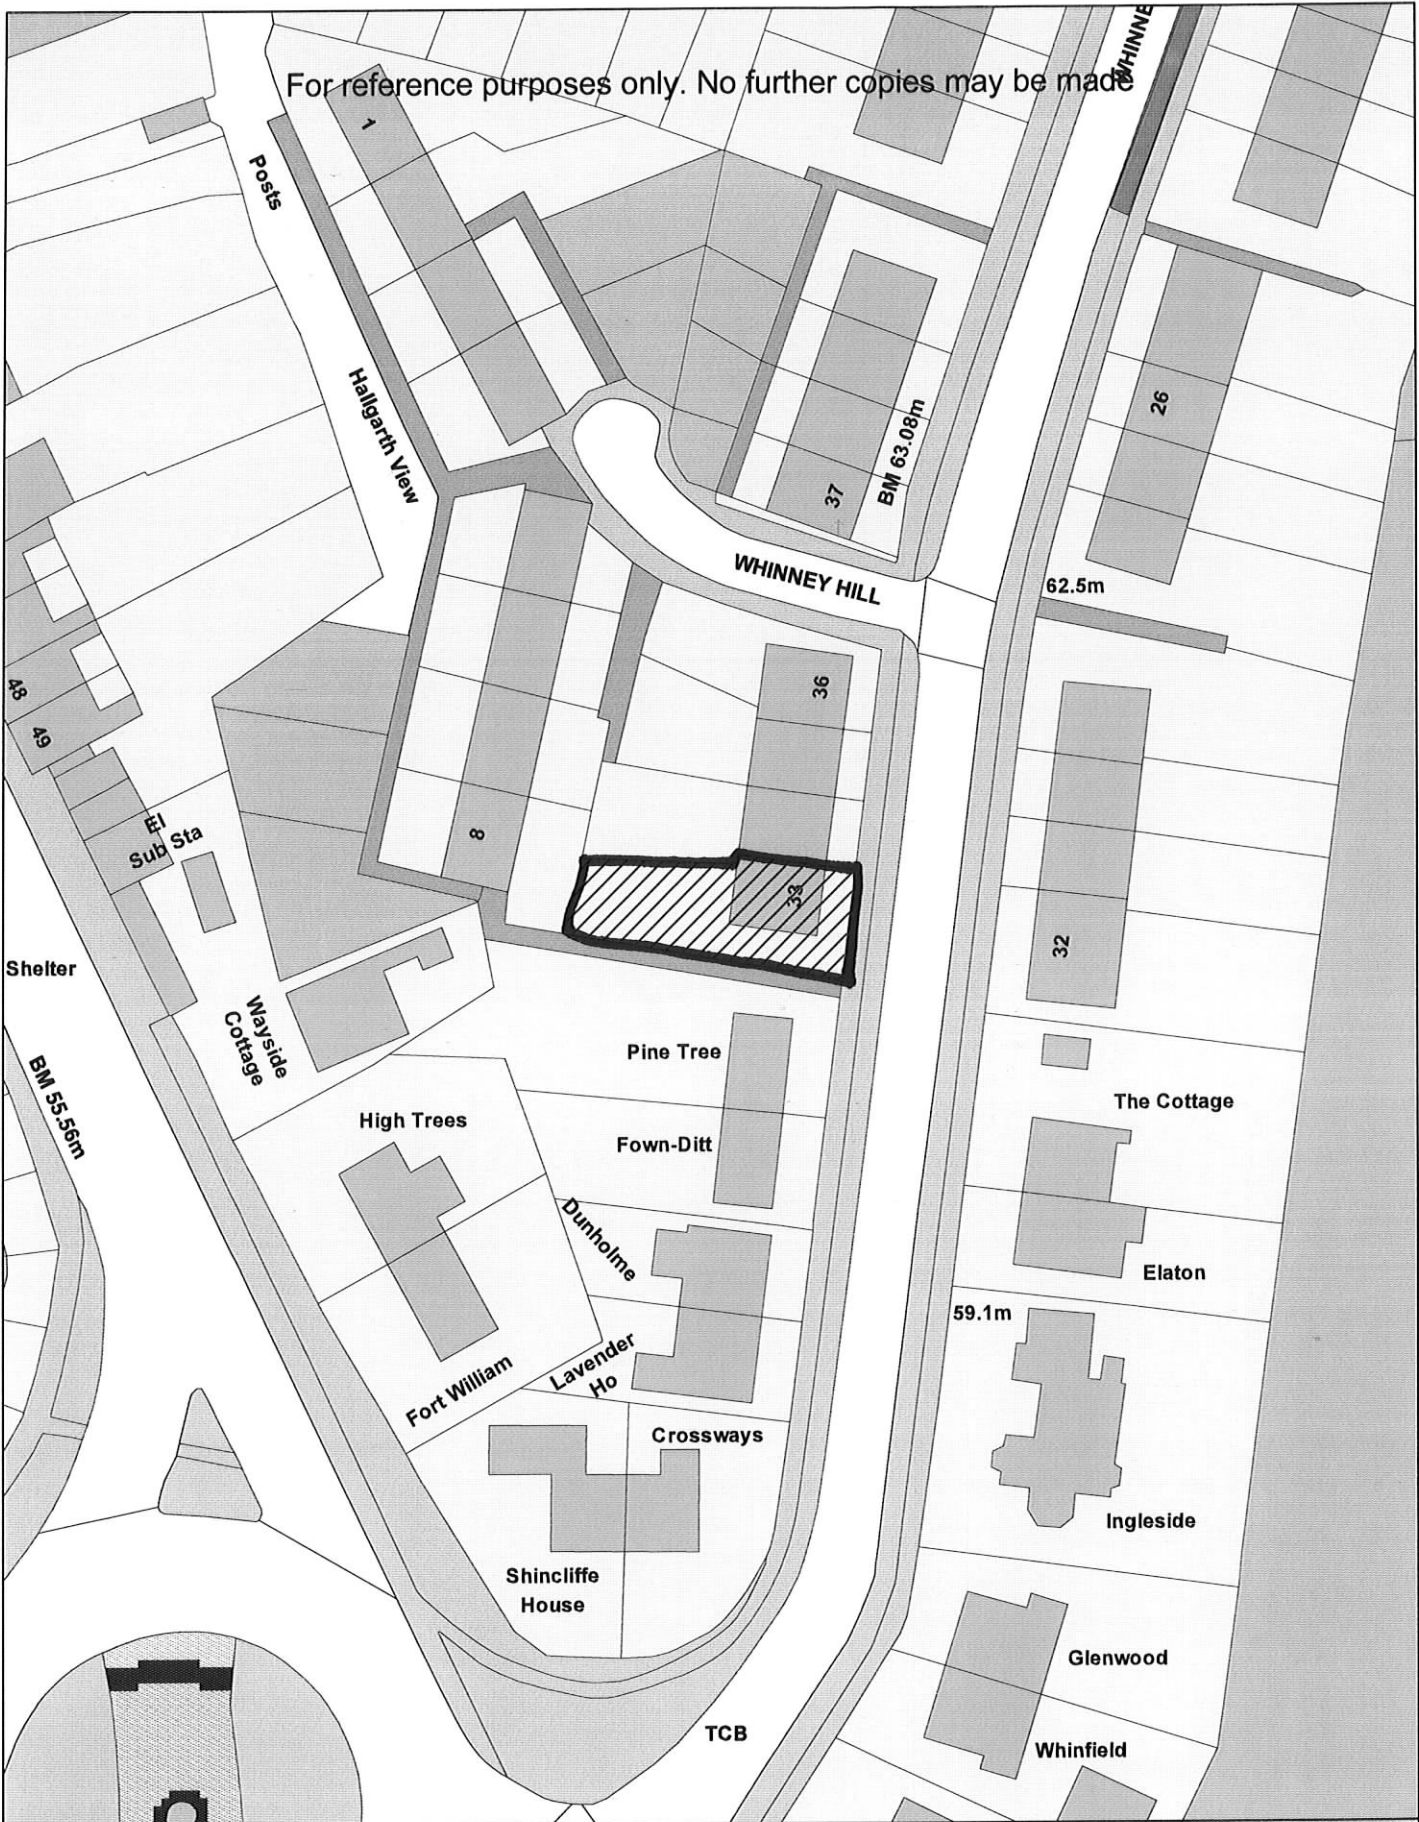 WHINNE
For reference purposes only. No further copies may be made
1
Posts
Hallgarth View
26
BM 63.08m
37
WHINNEY HILL
62.5m
36
48
49
El
Sub Sta
8
33
32
Shelter
Wayside
Cottage
BM 55.56m
Pine Tree
The Cottage
High Trees
Fown-Ditt
Dunholme
Elaton
59.1m
Lavender
Ho
Fort William
Crossways
Ingleside
Shincliffe
House
Glenwood
TCB
Whinfield